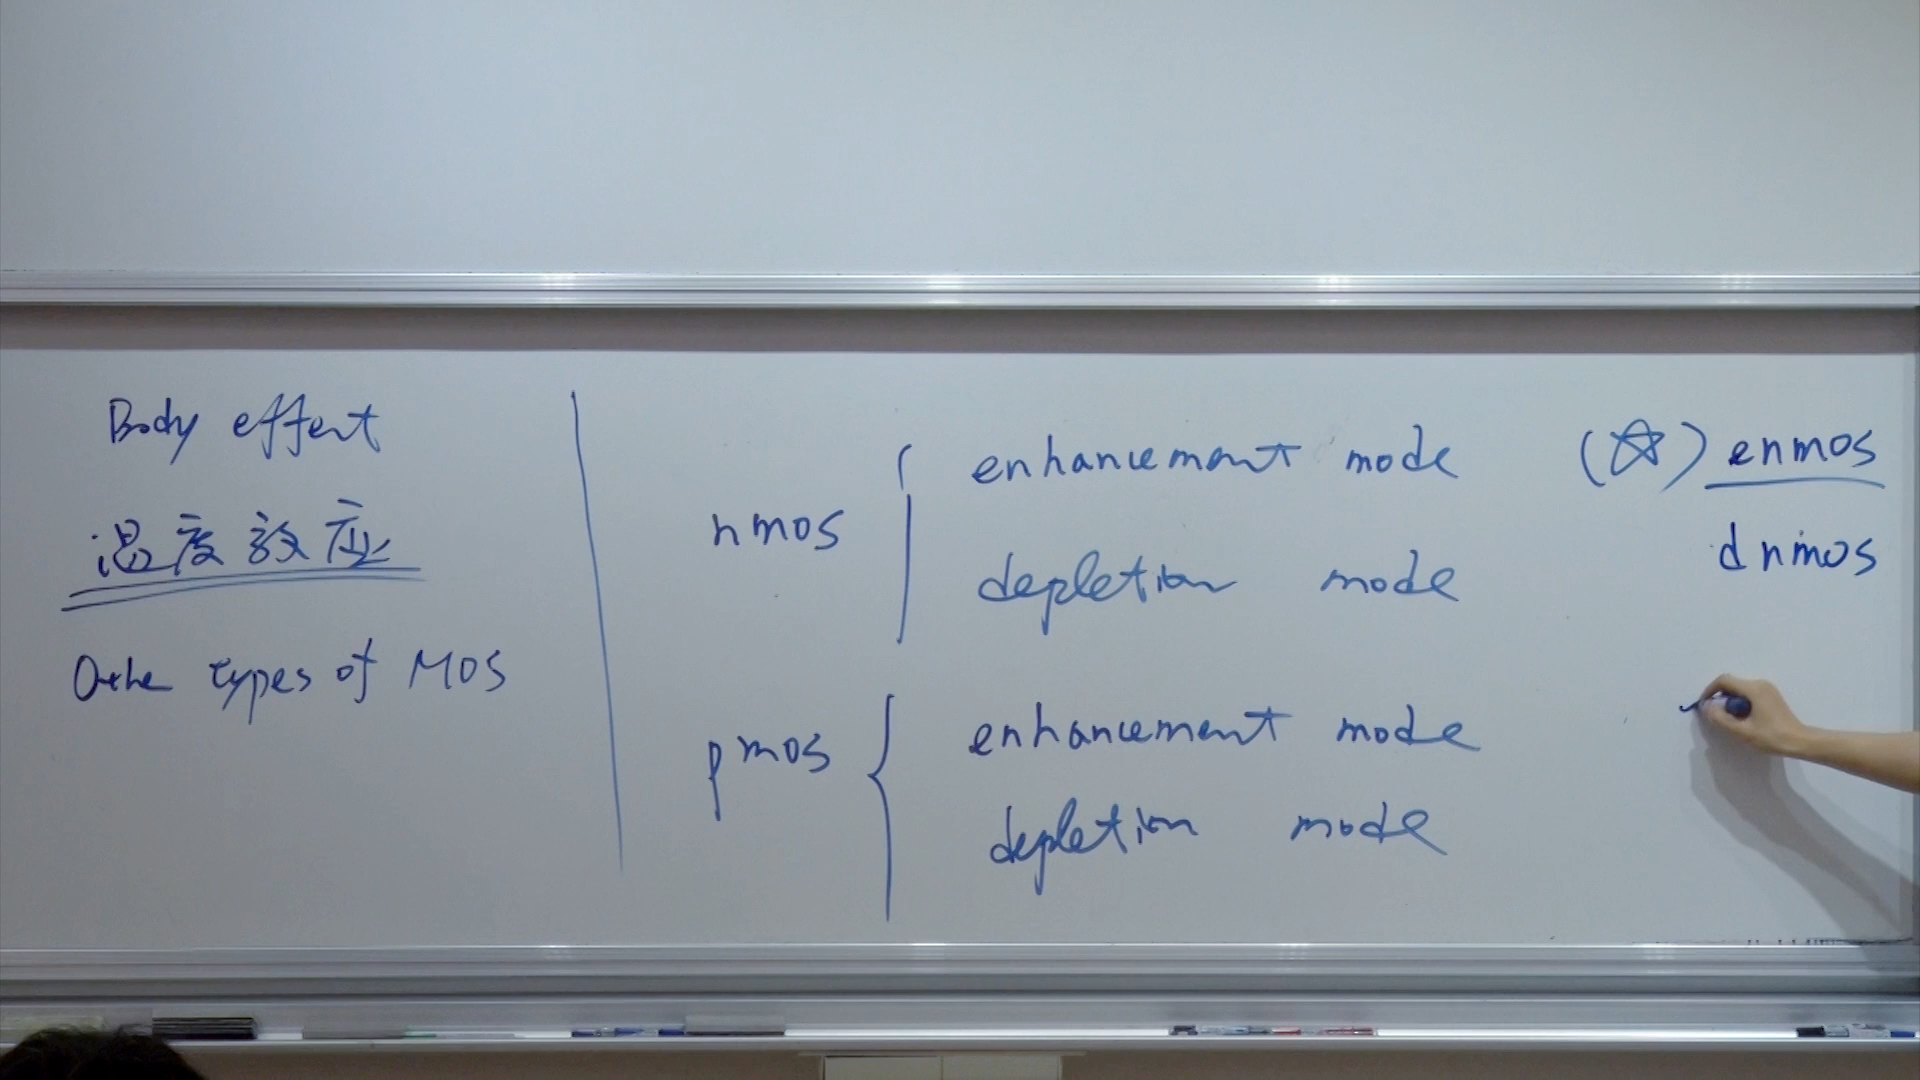 Body effect
温度效应
Othe types of MOS
nmos
enhancement mode
depletion mode
(☆) enmos
dnmos
pmos
enhancement mode
depletion mode